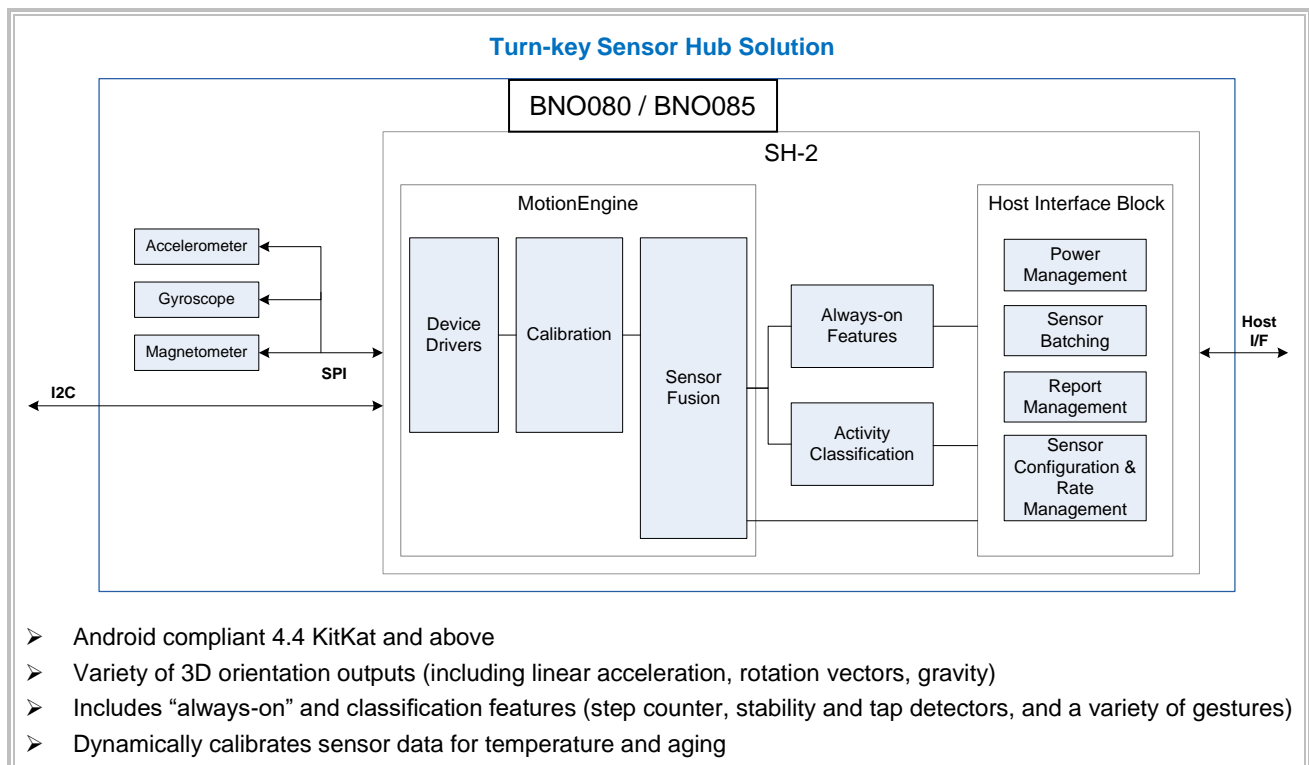 Turn-key Sensor Hub Solution
BNO080 / BNO085
SH-2
MotionEngine
Host Interface Block
Accelerometer
Gyroscope
Magnetometer
SPI
I2C
Device
Drivers
Calibration
Sensor
Fusion
Always-on
Features
Activity
Classification
Power
Management
Sensor
Batching
Report
Management
Sensor
Configuration &
Rate
Management
Host
I/F
➢ Android compliant 4.4 KitKat and above
➢ Variety of 3D orientation outputs (including linear acceleration, rotation vectors, gravity)
➢ Includes “always-on” and classification features (step counter, stability and tap detectors, and a variety of gestures)
➢ Dynamically calibrates sensor data for temperature and aging